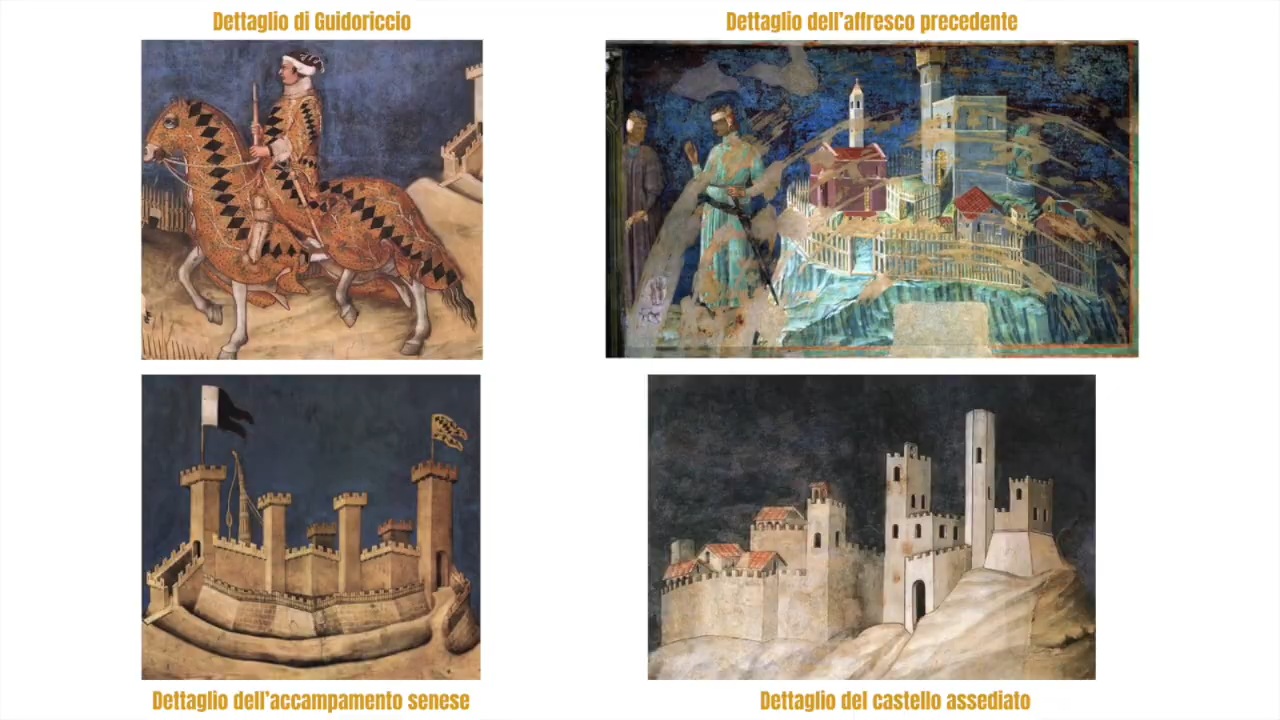 Dettaglio di Guidoriccio
Dettaglio dell'affresco precedente
Dettaglio dell'accampamento senese
Dettaglio del castello assediato